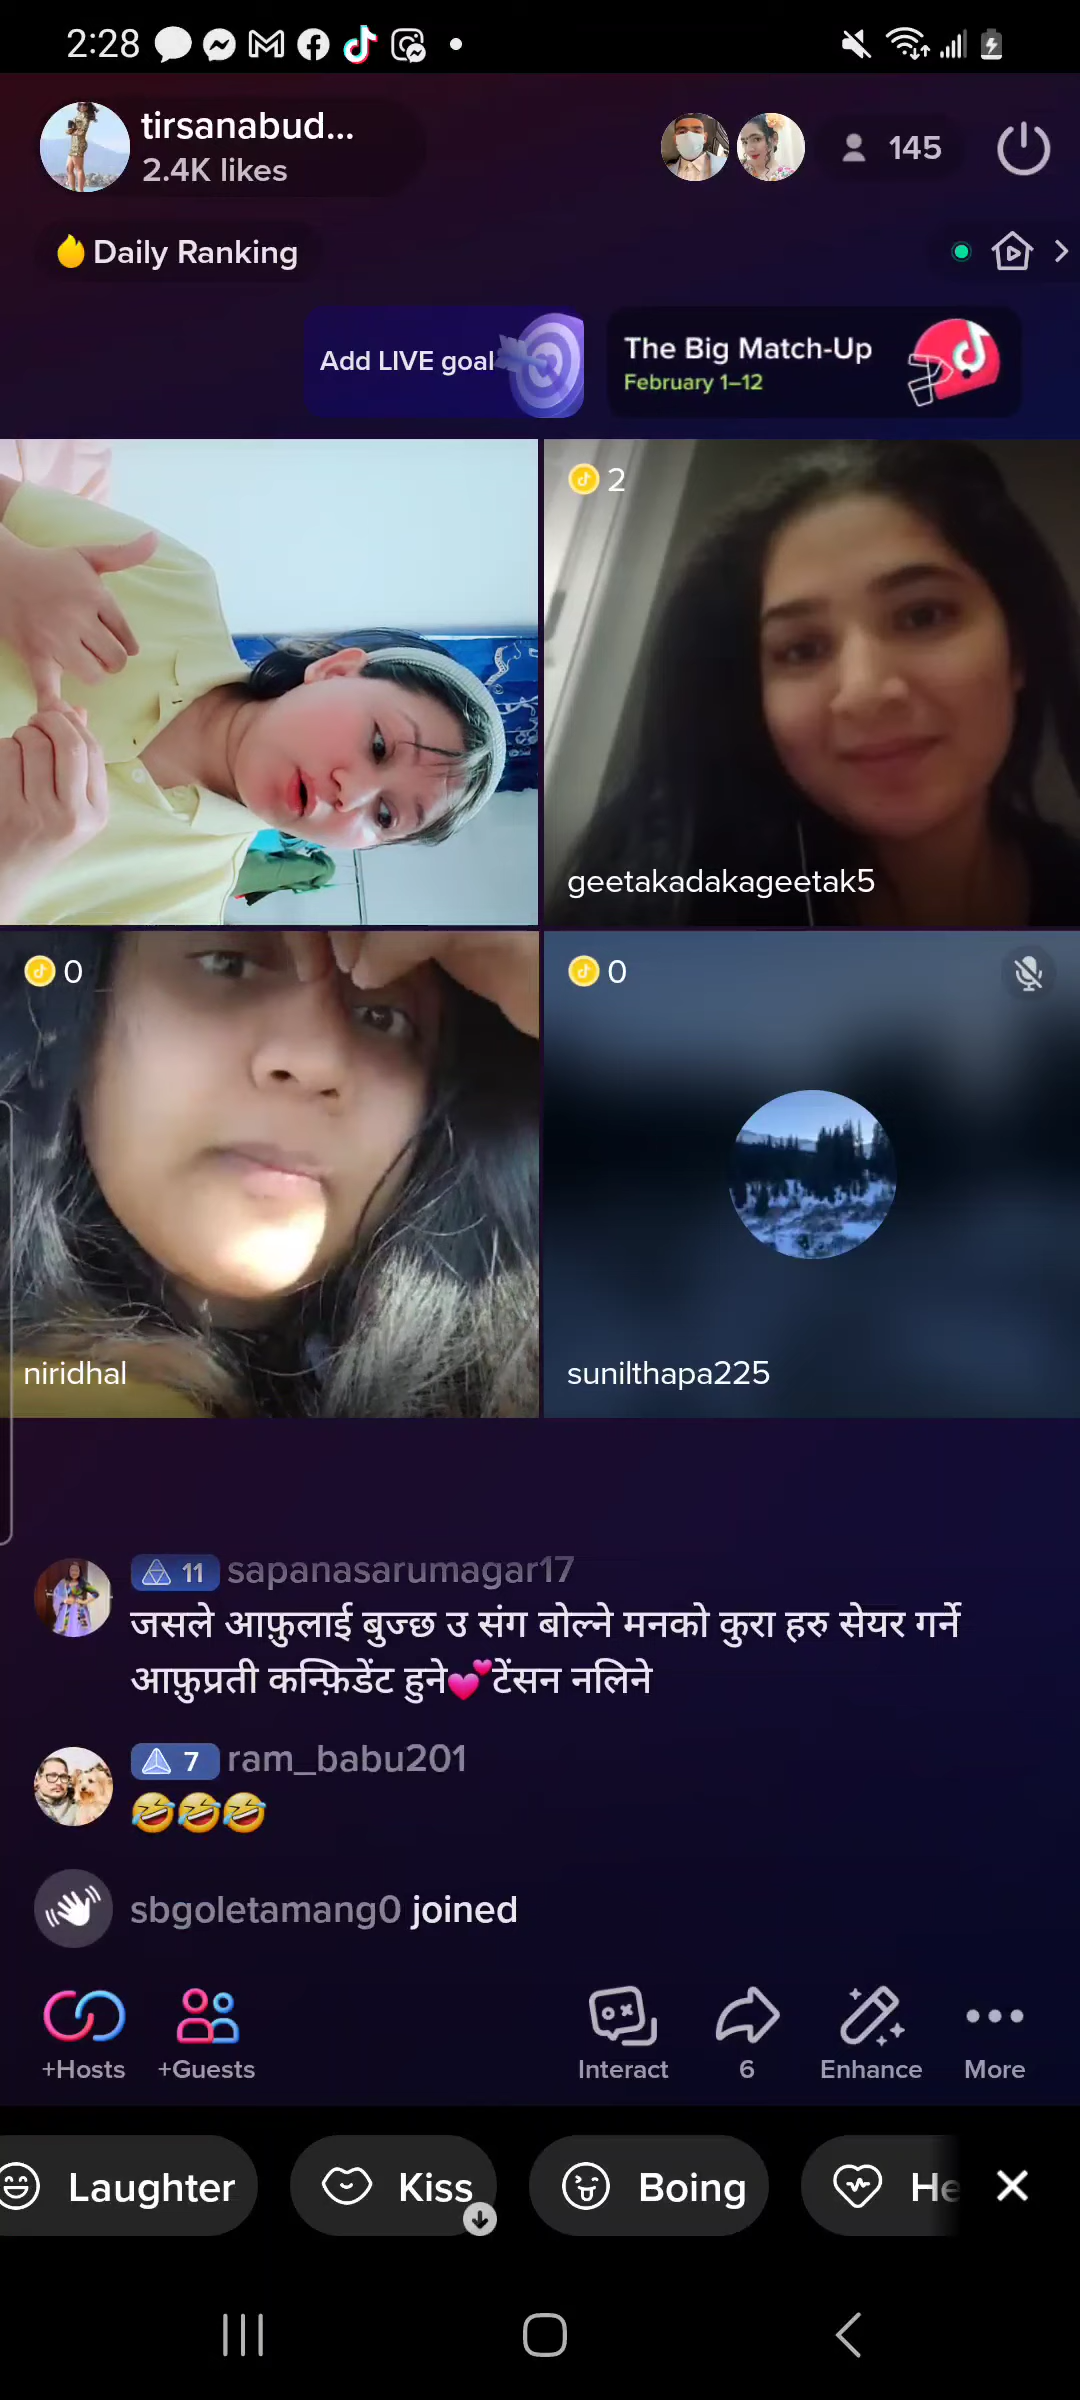 2:28
tirsanabud...
2.4K likes
145
Daily Ranking
Add LIVE goal
The Big Match-Up
February 1–12
2
geetakadakageetak5
0
0
niridhal
sunilthapa225
11 sapanasarumagar17
जसले आफ़ुलाई बुज्छ उ संग बोल्ने मनको कुरा हरु सेयर गर्ने
आफ़ुप्रती कन्फ़िडेंट हुने💕टेंसन नलिने
7 ram_babu201
🤣🤣🤣
sbgoletamang0 joined
+Hosts
+Guests
Interact
6
Enhance
More
Laughter
Kiss
Boing
He